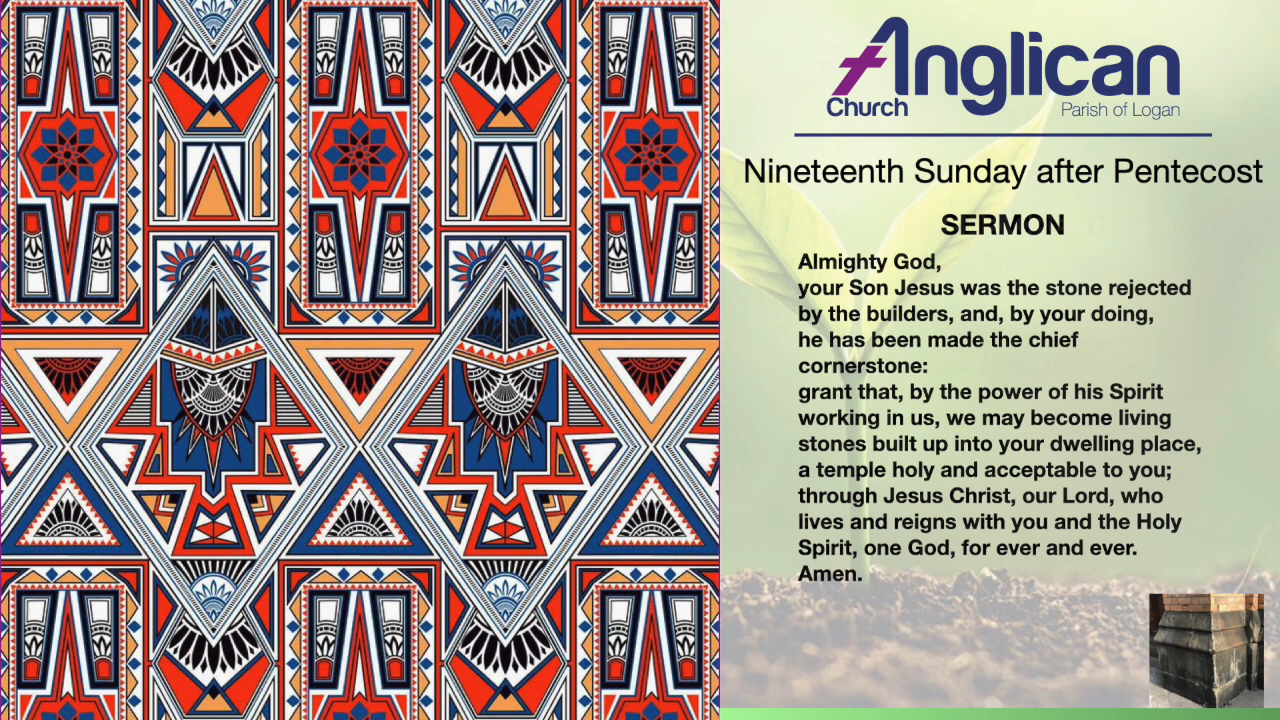 Anglican
Church
Parish of Logan
Nineteenth Sunday after Pentecost
SERMON
Almighty God,
your Son Jesus was the stone rejected
by the builders, and, by your doing,
he has been made the chief
cornerstone:
grant that, by the power of his Spirit
working in us, we may become living
stones built up into your dwelling place,
a temple holy and acceptable to you;
through Jesus Christ, our Lord, who
lives and reigns with you and the Holy
Spirit, one God, for ever and ever.
Amen.